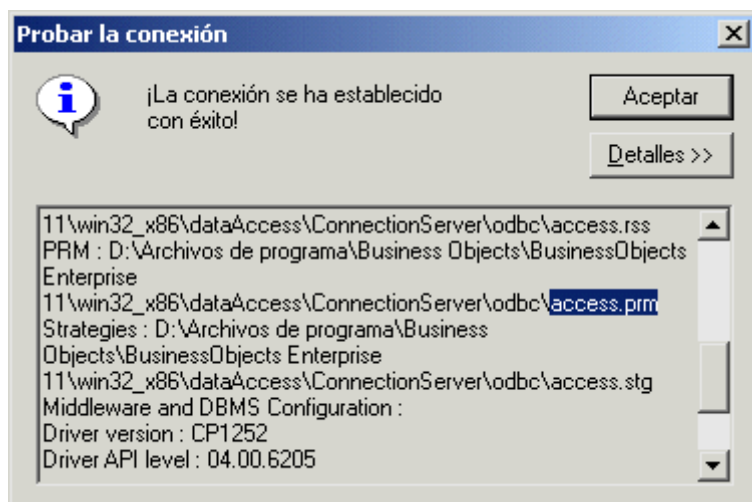 Probar la conexión
¡La conexión se ha establecido
con éxito!
Aceptar
Detalles >>
11\win32_x86\dataAccess\ConnectionServer\odbc\access.rss
PRM : D:\Archivos de programa\Business Objects\BusinessObjects
Enterprise
11\win32_x86\dataAccess\ConnectionServer\odbc\access.prm
Strategies : D:\Archivos de programa\Business
Objects\BusinessObjects Enterprise
11\win32_x86\dataAccess\ConnectionServer\odbc\access.stg
Middleware and DBMS Configuration :
Driver version : CP1252
Driver API level : 04.00.6205